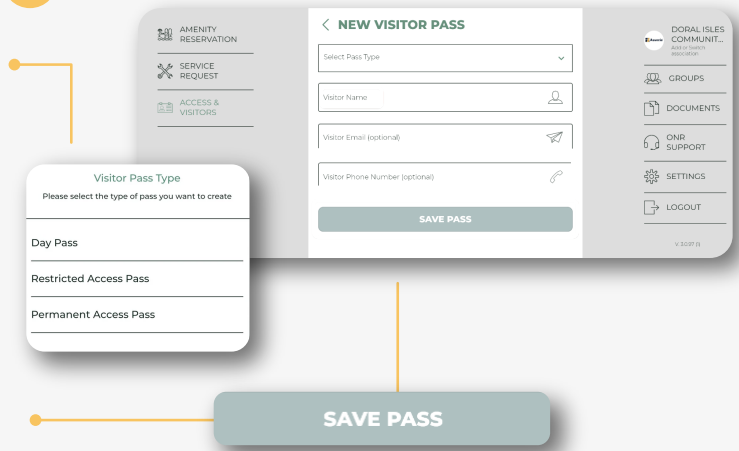 AMENITY
RESERVATION
SERVICE
REQUEST
ACCESS &
VISITORS
NEW VISITOR PASS
Select Pass Type
Visitor Name
Visitor Email (optional)
Visitor Phone Number (optional)
SAVE PASS
DORAL ISLES
COMMUNIT...
Add or Switch
association
GROUPS
DOCUMENTS
ONR
SUPPORT
SETTINGS
LOGOUT
Visitor Pass Type
Please select the type of pass you want to create
Day Pass
Restricted Access Pass
Permanent Access Pass
SAVE PASS